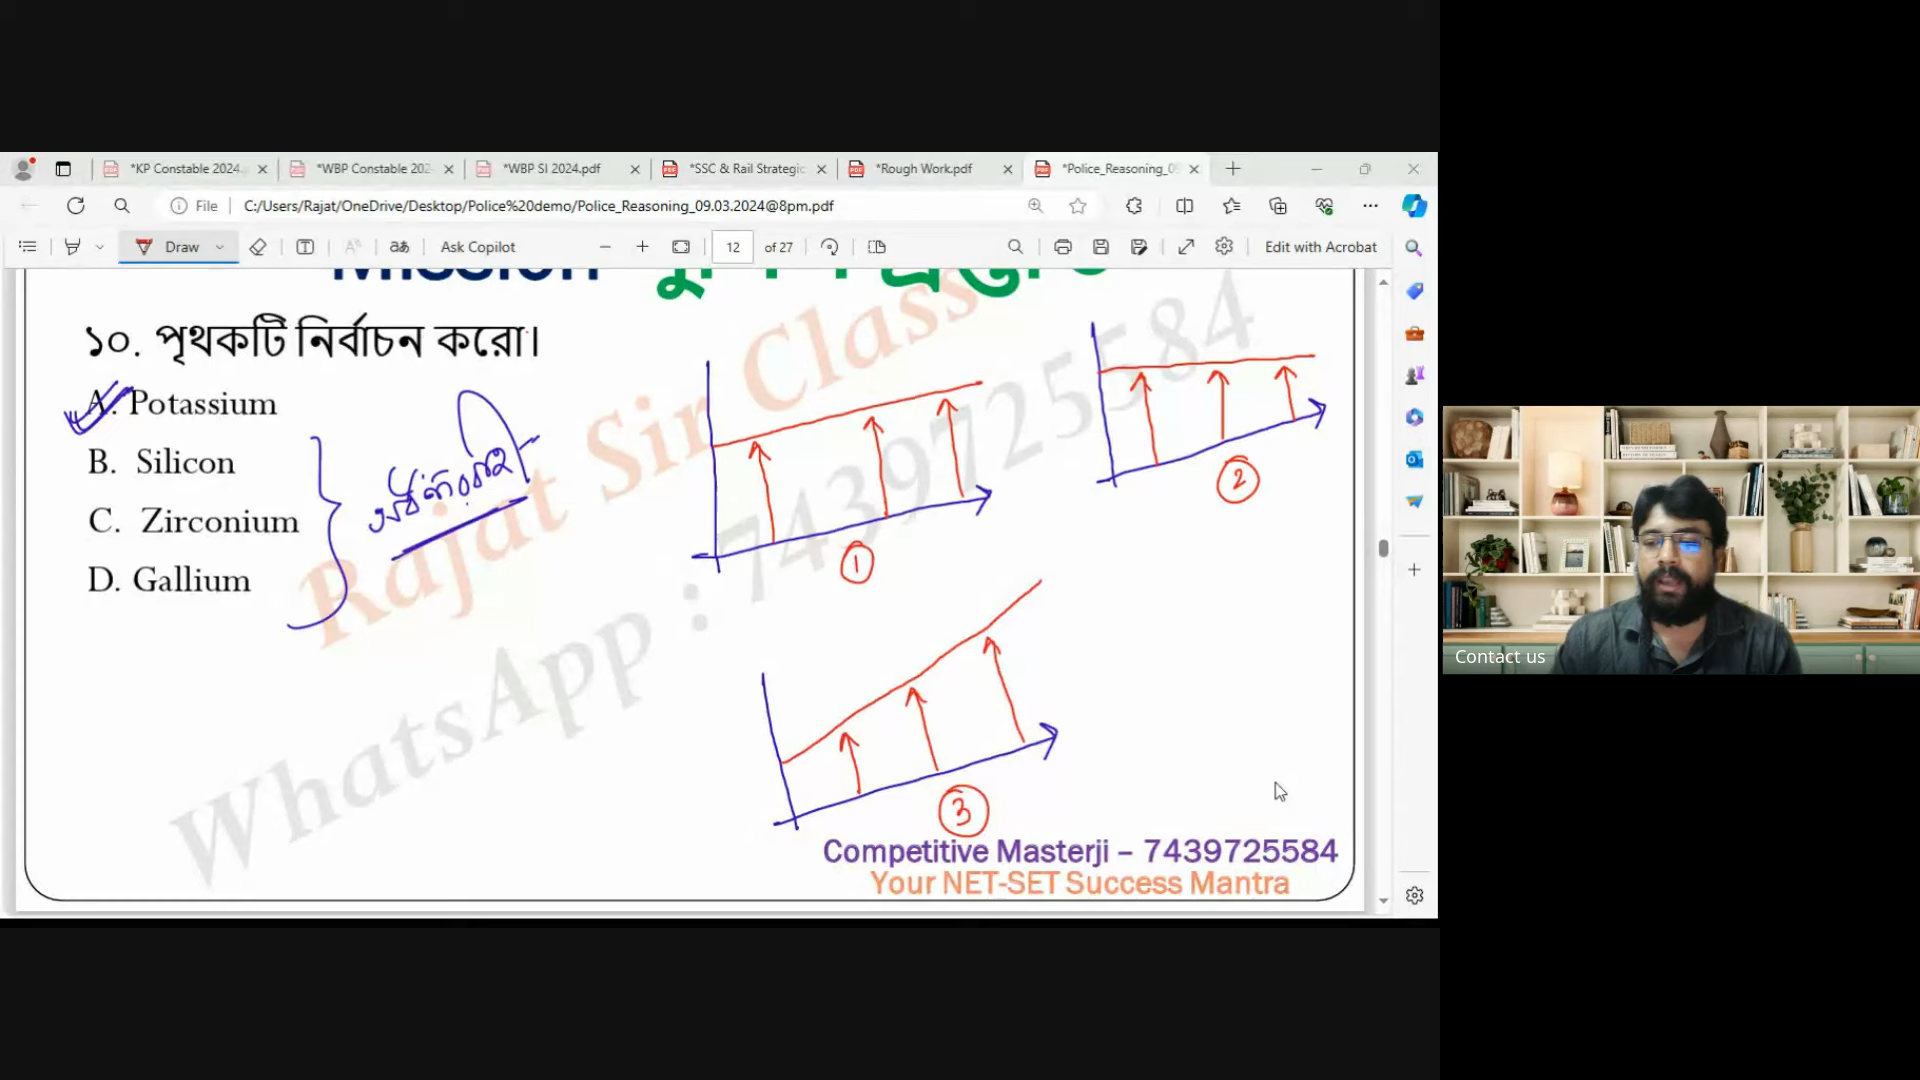 *KP Constable 2024.
*WBP Constable 202
*WBP SI 2024.pdf
*SSC & Rail Strategic
*Rough Work.pdf
*Police_Reasoning_09
File
C:/Users/Rajat/OneDrive/Desktop/Police%20demo/Police_Reasoning_09.03.2024@8pm.pdf
Draw
Ask Copilot
12 of 27
Edit with Acrobat
Mission
১০. পৃথকটি নির্বাচন করো।
A. Potassium
B. Silicon
C. Zirconium
D. Gallium
1
2
3
Rajat Sir Class
WhatsApp : 7439725584
Competitive Masterji – 7439725584
Your NET-SET Success Mantra
Contact us